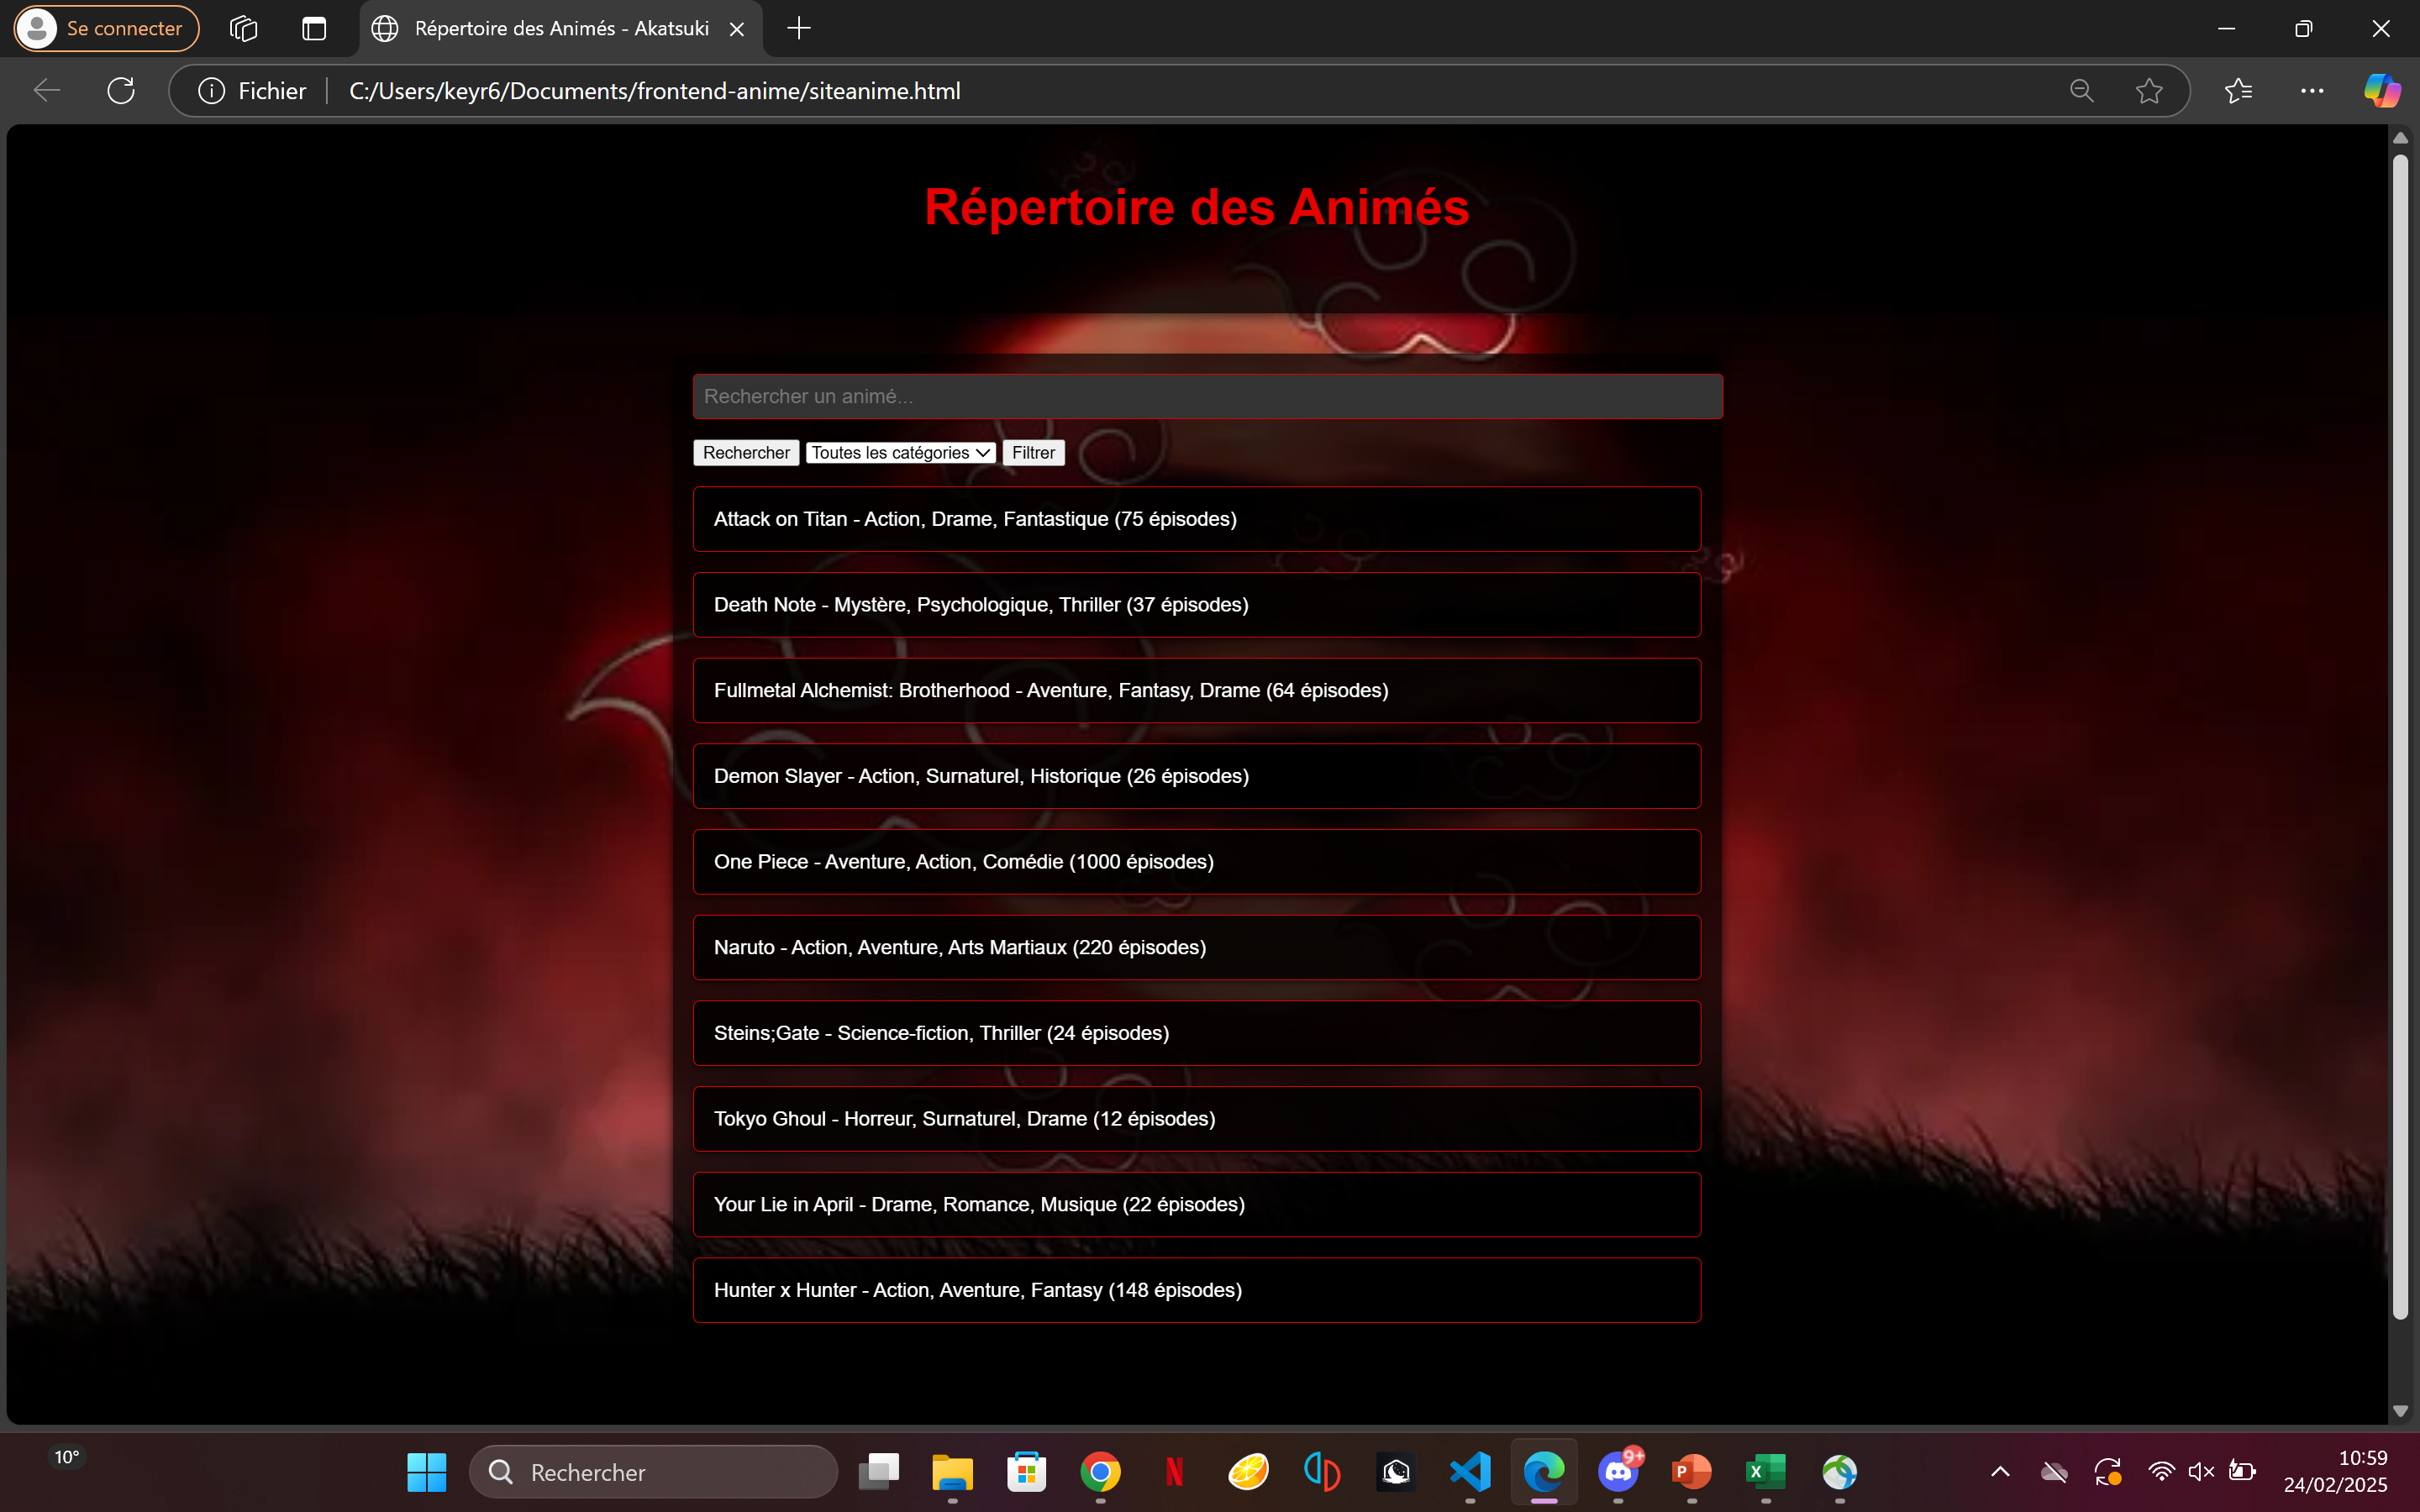 Se connecter
Répertoire des Animés - Akatsuki
Fichier
C:/Users/keyr6/Documents/frontend-anime/siteanime.html
Répertoire des Animés
Rechercher un animé...
Rechercher Toutes les catégories Filtrer
Attack on Titan - Action, Drame, Fantastique (75 épisodes)
Death Note - Mystère, Psychologique, Thriller (37 épisodes)
Fullmetal Alchemist: Brotherhood - Aventure, Fantasy, Drame (64 épisodes)
Demon Slayer - Action, Surnaturel, Historique (26 épisodes)
One Piece - Aventure, Action, Comédie (1000 épisodes)
Naruto - Action, Aventure, Arts Martiaux (220 épisodes)
Steins;Gate - Science-fiction, Thriller (24 épisodes)
Tokyo Ghoul - Horreur, Surnaturel, Drame (12 épisodes)
Your Lie in April - Drame, Romance, Musique (22 épisodes)
Hunter x Hunter - Action, Aventure, Fantasy (148 épisodes)
10°
Rechercher
N
9+
P
X
10:59
24/02/2025